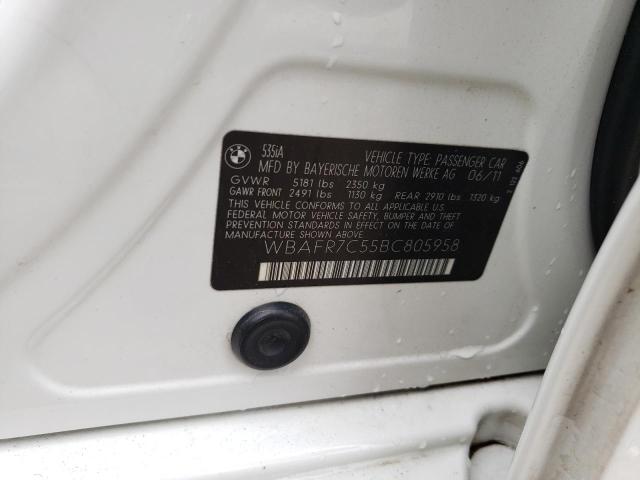 BMW
535iA
VEHICLE TYPE: PASSENGER CAR
MFD BY BAYERISCHE MOTOREN WERKE AG 06/11
GVWR 5181 lbs 2350 kg
GAWR FRONT 2491 lbs 1130 kg REAR 2910 lbs 1320 kg
THIS VEHICLE CONFORMS TO ALL APPLICABLE
FEDERAL MOTOR VEHICLE SAFETY, BUMPER AND THEFT
PREVENTION STANDARDS IN EFFECT ON THE DATE OF
MANUFACTURE SHOWN ABOVE.
WBAFR7C55BC805958